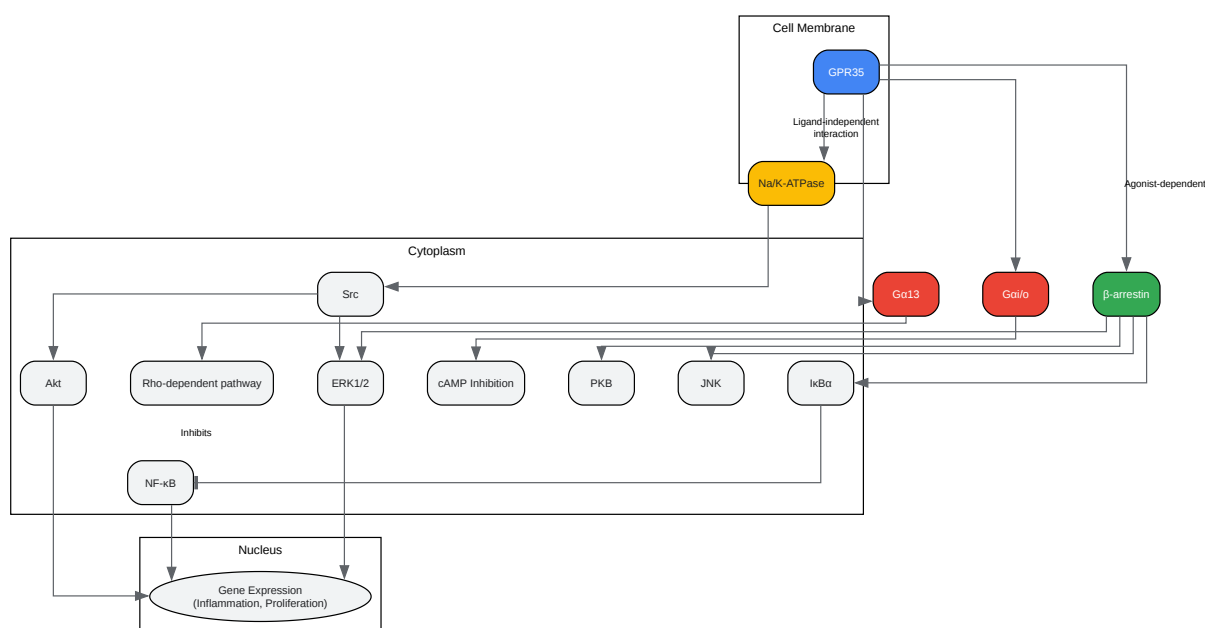 Cell Membrane
GPR35
Ligand-independent
interaction
Na/K-ATPase
Agonist-dependent
Cytoplasm
Src
Gα13
Gαi/o
β-arrestin
Akt
Rho-dependent pathway
ERK1/2
cAMP Inhibition
PKB
JNK
IκBα
Inhibits
NF-κB
Nucleus
Gene Expression
(Inflammation, Proliferation)